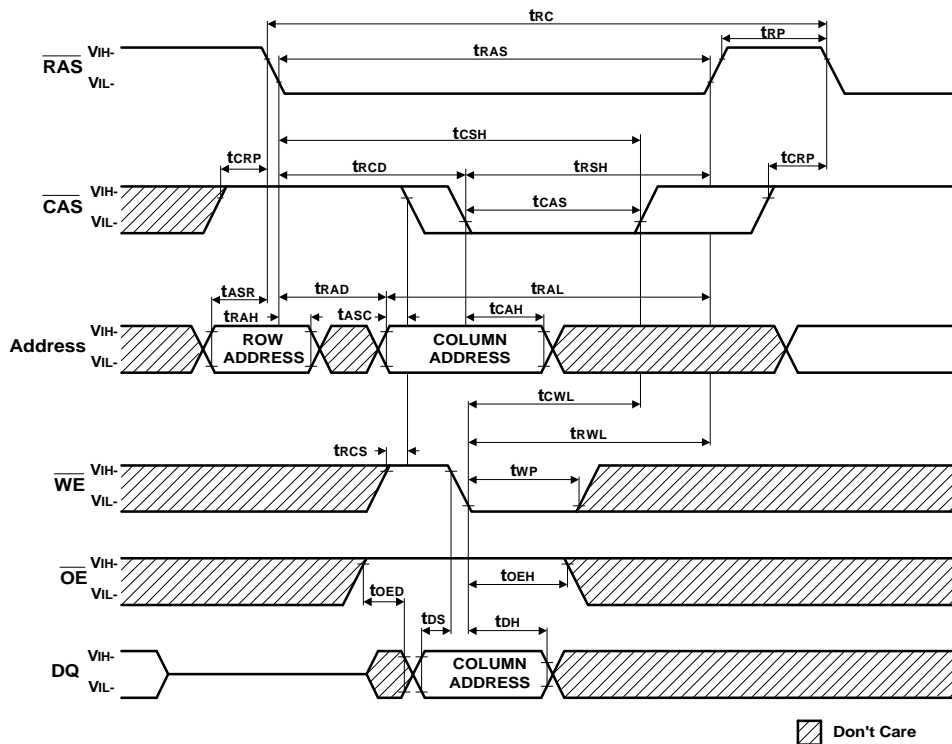 tRC
tRP
RAS
VIH-
VIL-
tRAS
tCSH
tCRP
tRCD
tRSH
tCRP
CAS
VIH-
VIL-
tCAS
tASR
tRAD
tRAL
tRAH
tASC
tCAH
Address
VIH-
VIL-
ROW
ADDRESS
COLUMN
ADDRESS
tCWL
tRWL
tRCS
WE
VIH-
VIL-
tWP
OE
VIH-
VIL-
tOED
tOEH
tDS
tDH
DQ
VIH-
VIL-
COLUMN
ADDRESS
Don't Care